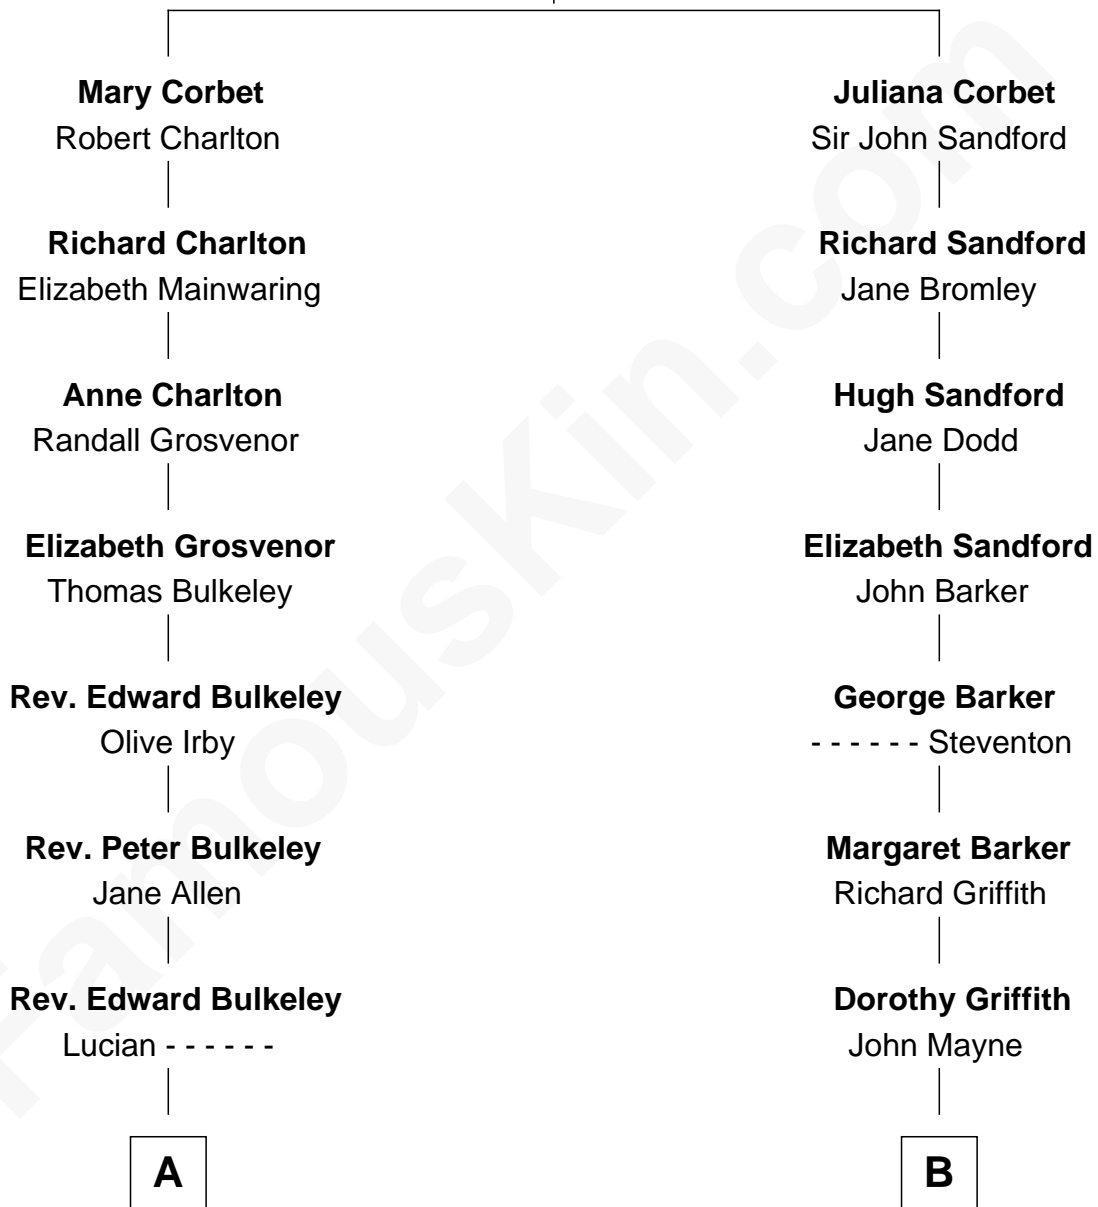 Mary Corbet
Robert Charlton
Juliana Corbet
Sir John Sandford
Richard Charlton
Elizabeth Mainwaring
Richard Sandford
Jane Bromley
Anne Charlton
Randall Grosvenor
Hugh Sandford
Jane Dodd
Elizabeth Grosvenor
Thomas Bulkeley
Elizabeth Sandford
John Barker
Rev. Edward Bulkeley
Olive Irby
George Barker
- - - - - - Steventon
Rev. Peter Bulkeley
Jane Allen
Margaret Barker
Richard Griffith
Rev. Edward Bulkeley
Lucian - - - - - -
Dorothy Griffith
John Mayne
A
B
FamousKin.com